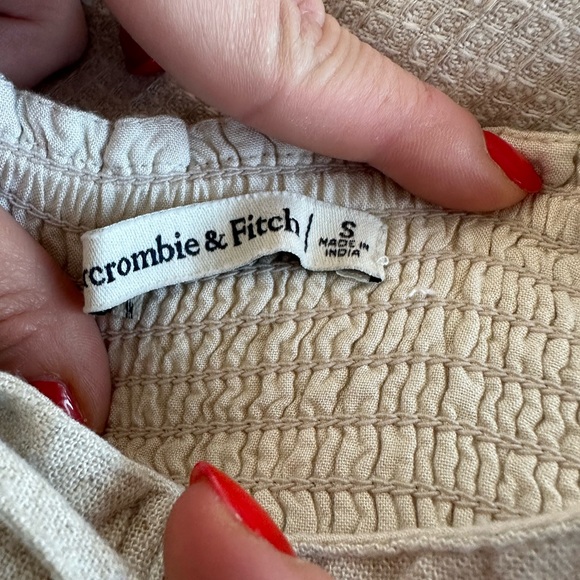 rcrombie & Fitch
S
MADE IN
INDIA